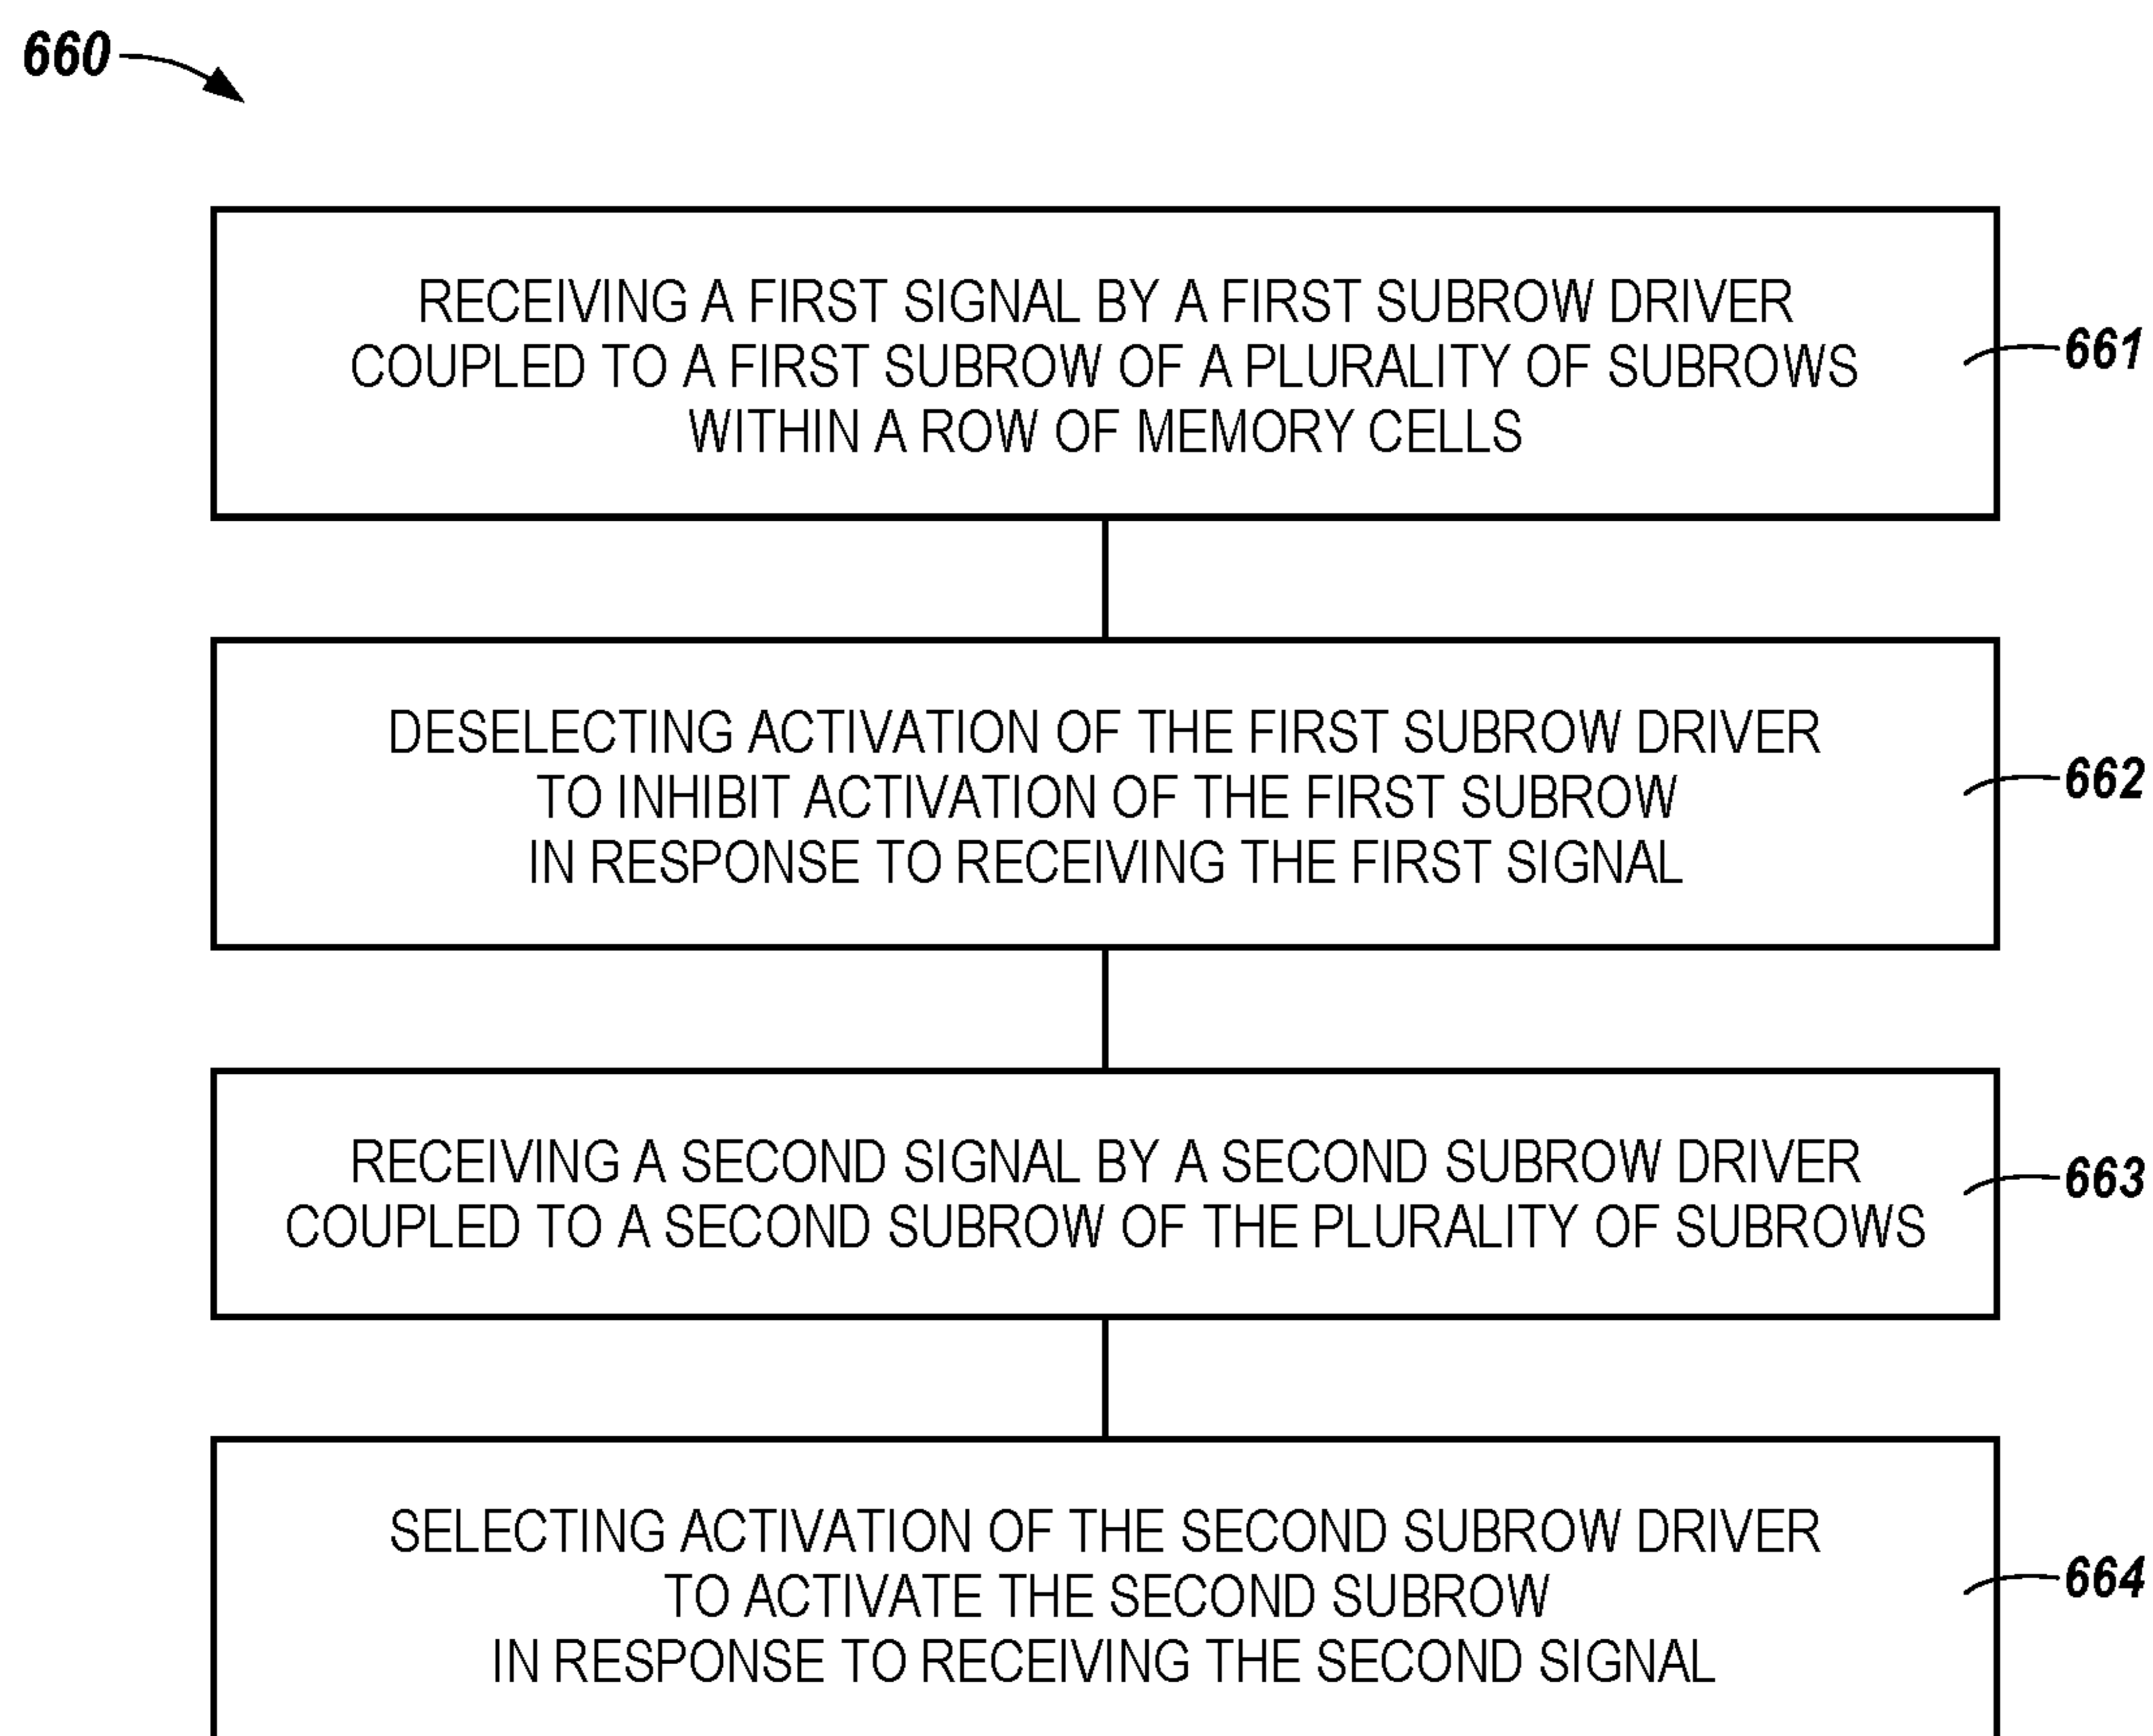 660
RECEIVING A FIRST SIGNAL BY A FIRST SUBROW DRIVER
COUPLED TO A FIRST SUBROW OF A PLURALITY OF SUBROWS
WITHIN A ROW OF MEMORY CELLS
661
DESELECTING ACTIVATION OF THE FIRST SUBROW DRIVER
TO INHIBIT ACTIVATION OF THE FIRST SUBROW
IN RESPONSE TO RECEIVING THE FIRST SIGNAL
662
RECEIVING A SECOND SIGNAL BY A SECOND SUBROW DRIVER
COUPLED TO A SECOND SUBROW OF THE PLURALITY OF SUBROWS
663
SELECTING ACTIVATION OF THE SECOND SUBROW DRIVER
TO ACTIVATE THE SECOND SUBROW
IN RESPONSE TO RECEIVING THE SECOND SIGNAL
664